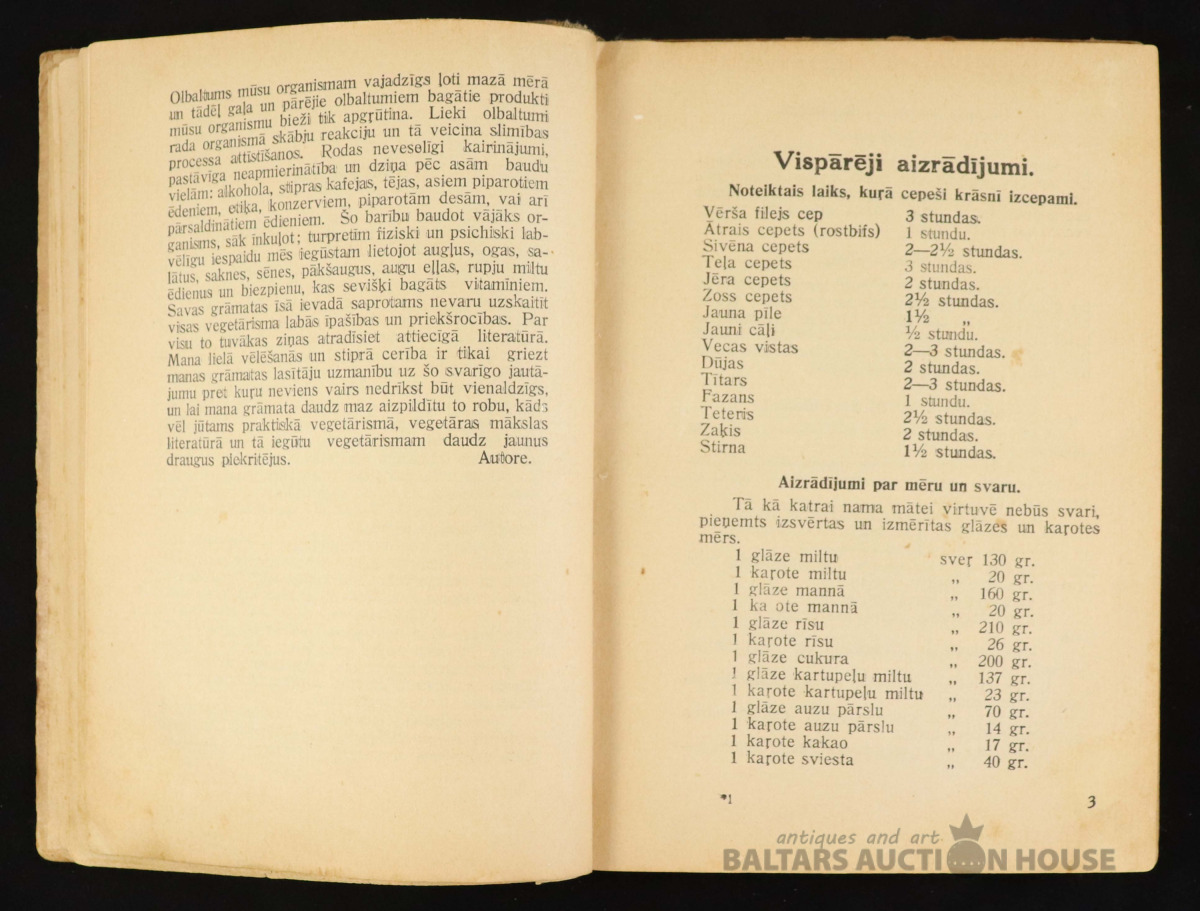 Olbaltums mūsu organismam vajadzīgs ļoti mazā mērā
un tādēļ gaļa un pārējie olbaltumiem bagātie produkti
mūsu organismu bieži tik apgrūtina. Lieki olbaltumi
rada organismā skābju reakciju un tā veicina slimības
processa attīstīšanos. Rodas neveselīgi kairinājumi,
pastāvīga neapmierinātība un dziņa pēc asām baudu
vielām: alkohola, stipras kafejas, tējas, asiem piparotiem
ēdeniem, etiķa, konzerviem, piparotām desām, vai arī
pārsaldinātiem ēdieniem. Šo barību baudot vājāks or-
ganisms, sāk inkuļot; turpretim fiziski un psichiski lab-
vēlīgu iespaidu mēs iegūstam lietojot augļus, ogas, sa-
lātus, saknes, sēnes, pākšaugus, augu eļļas, rupju miltu
ēdienus un biezpienu, kas sevišķi bagāts vitamīniem.
Savas grāmatas īsā ievadā saprotams nevaru uzskaitīt
visas vegetārisma labās īpašības un priekšrocības. Par
visu to tuvākas ziņas atradīsiet attiecīgā literatūrā.
Mana lielā vēlēšanās un stiprā cerība ir tikai griezt
manas grāmatas lasītāju uzmanību uz šo svarīgo jautā-
jumu pret kuŗu neviens vairs nedrīkst būt vienaldzīgs,
un lai mana grāmata daudz maz aizpildītu to robu, kāds
vēl jūtams praktiskā vegetārismā, vegetāras mākslas
literatūrā un tā iegūtu vegetārismam daudz jaunus
draugus piekritējus. Autore.
Vispārēji aizrādījumi.
Noteiktais laiks, kuŗā cepeši krāsnī izcepami.
Vērša filejs cep 3 stundas.
Ātrais cepets (rostbifs) 1 stundu.
Sivēna cepets 2—2½ stundas.
Teļa cepets 3 stundas.
Jēra cepets 2 stundas.
Zoss cepets 2½ stundas.
Jauna pīle 1½ „
Jauni cāļi ½ stundu.
Vecas vistas 2—3 stundas.
Dūjas 2 stundas.
Tītars 2—3 stundas.
Fazans 1 stundu.
Teteris 2½ stundas.
Zaķis 2 stundas.
Stirna 1½ stundas.
Aizrādījumi par mēru un svaru.
Tā kā katrai nama mātei virtuvē nebūs svari,
pieņemts izsvērtas un izmērītas glāzes un kaŗotes
mērs.
1 glāze miltu sveŗ 130 gr.
1 kaŗote miltu „ 20 gr.
1 glāze mannā „ 160 gr.
1 ka ote mannā „ 20 gr.
1 glāze rīsu „ 210 gr.
1 kaŗote rīsu „ 26 gr.
1 glāze cukura „ 200 gr.
1 glāze kartupeļu miltu „ 137 gr.
1 kaŗote kartupeļu miltu „ 23 gr.
1 glāze auzu pārslu „ 70 gr.
1 kaŗote auzu pārslu „ 14 gr.
1 kaŗote kakao „ 17 gr.
1 kaŗote sviesta „ 40 gr.
*1 3
antiques and art
BALTARS AUCTION HOUSE